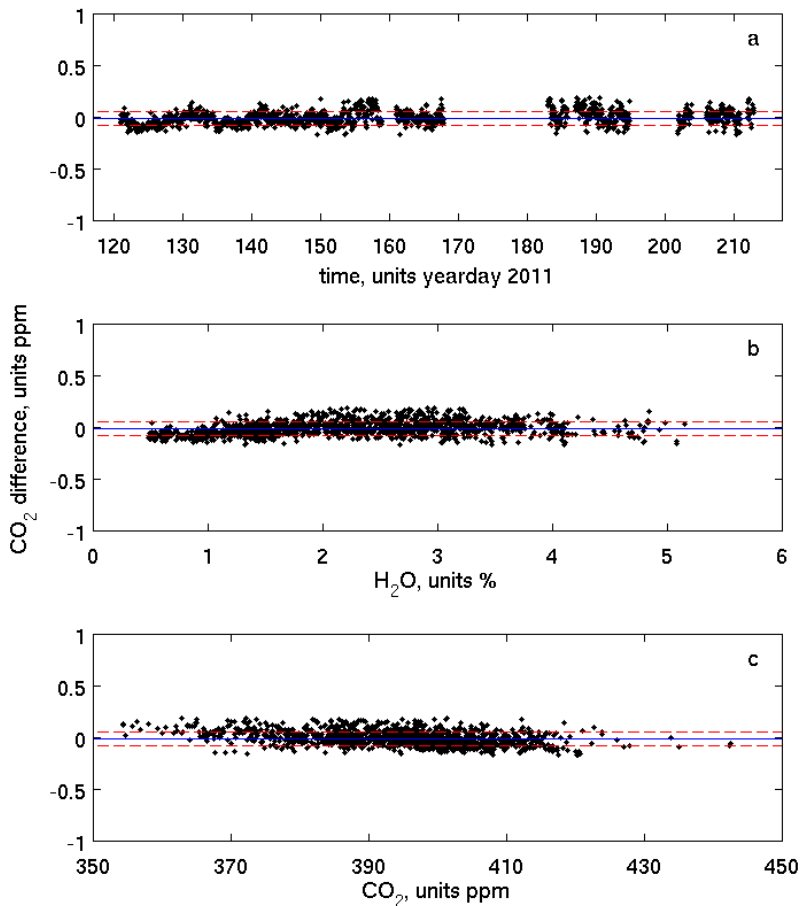 1
a
0.5
0
-0.5
-1
120 130 140 150 160 170 180 190 200 210
time, units yearday 2011
CO2 difference, units ppm
1
b
0.5
0
-0.5
-1
0 1 2 3 4 5 6
H2O, units %
1
c
0.5
0
-0.5
-1
350 370 390 410 430 450
CO2, units ppm